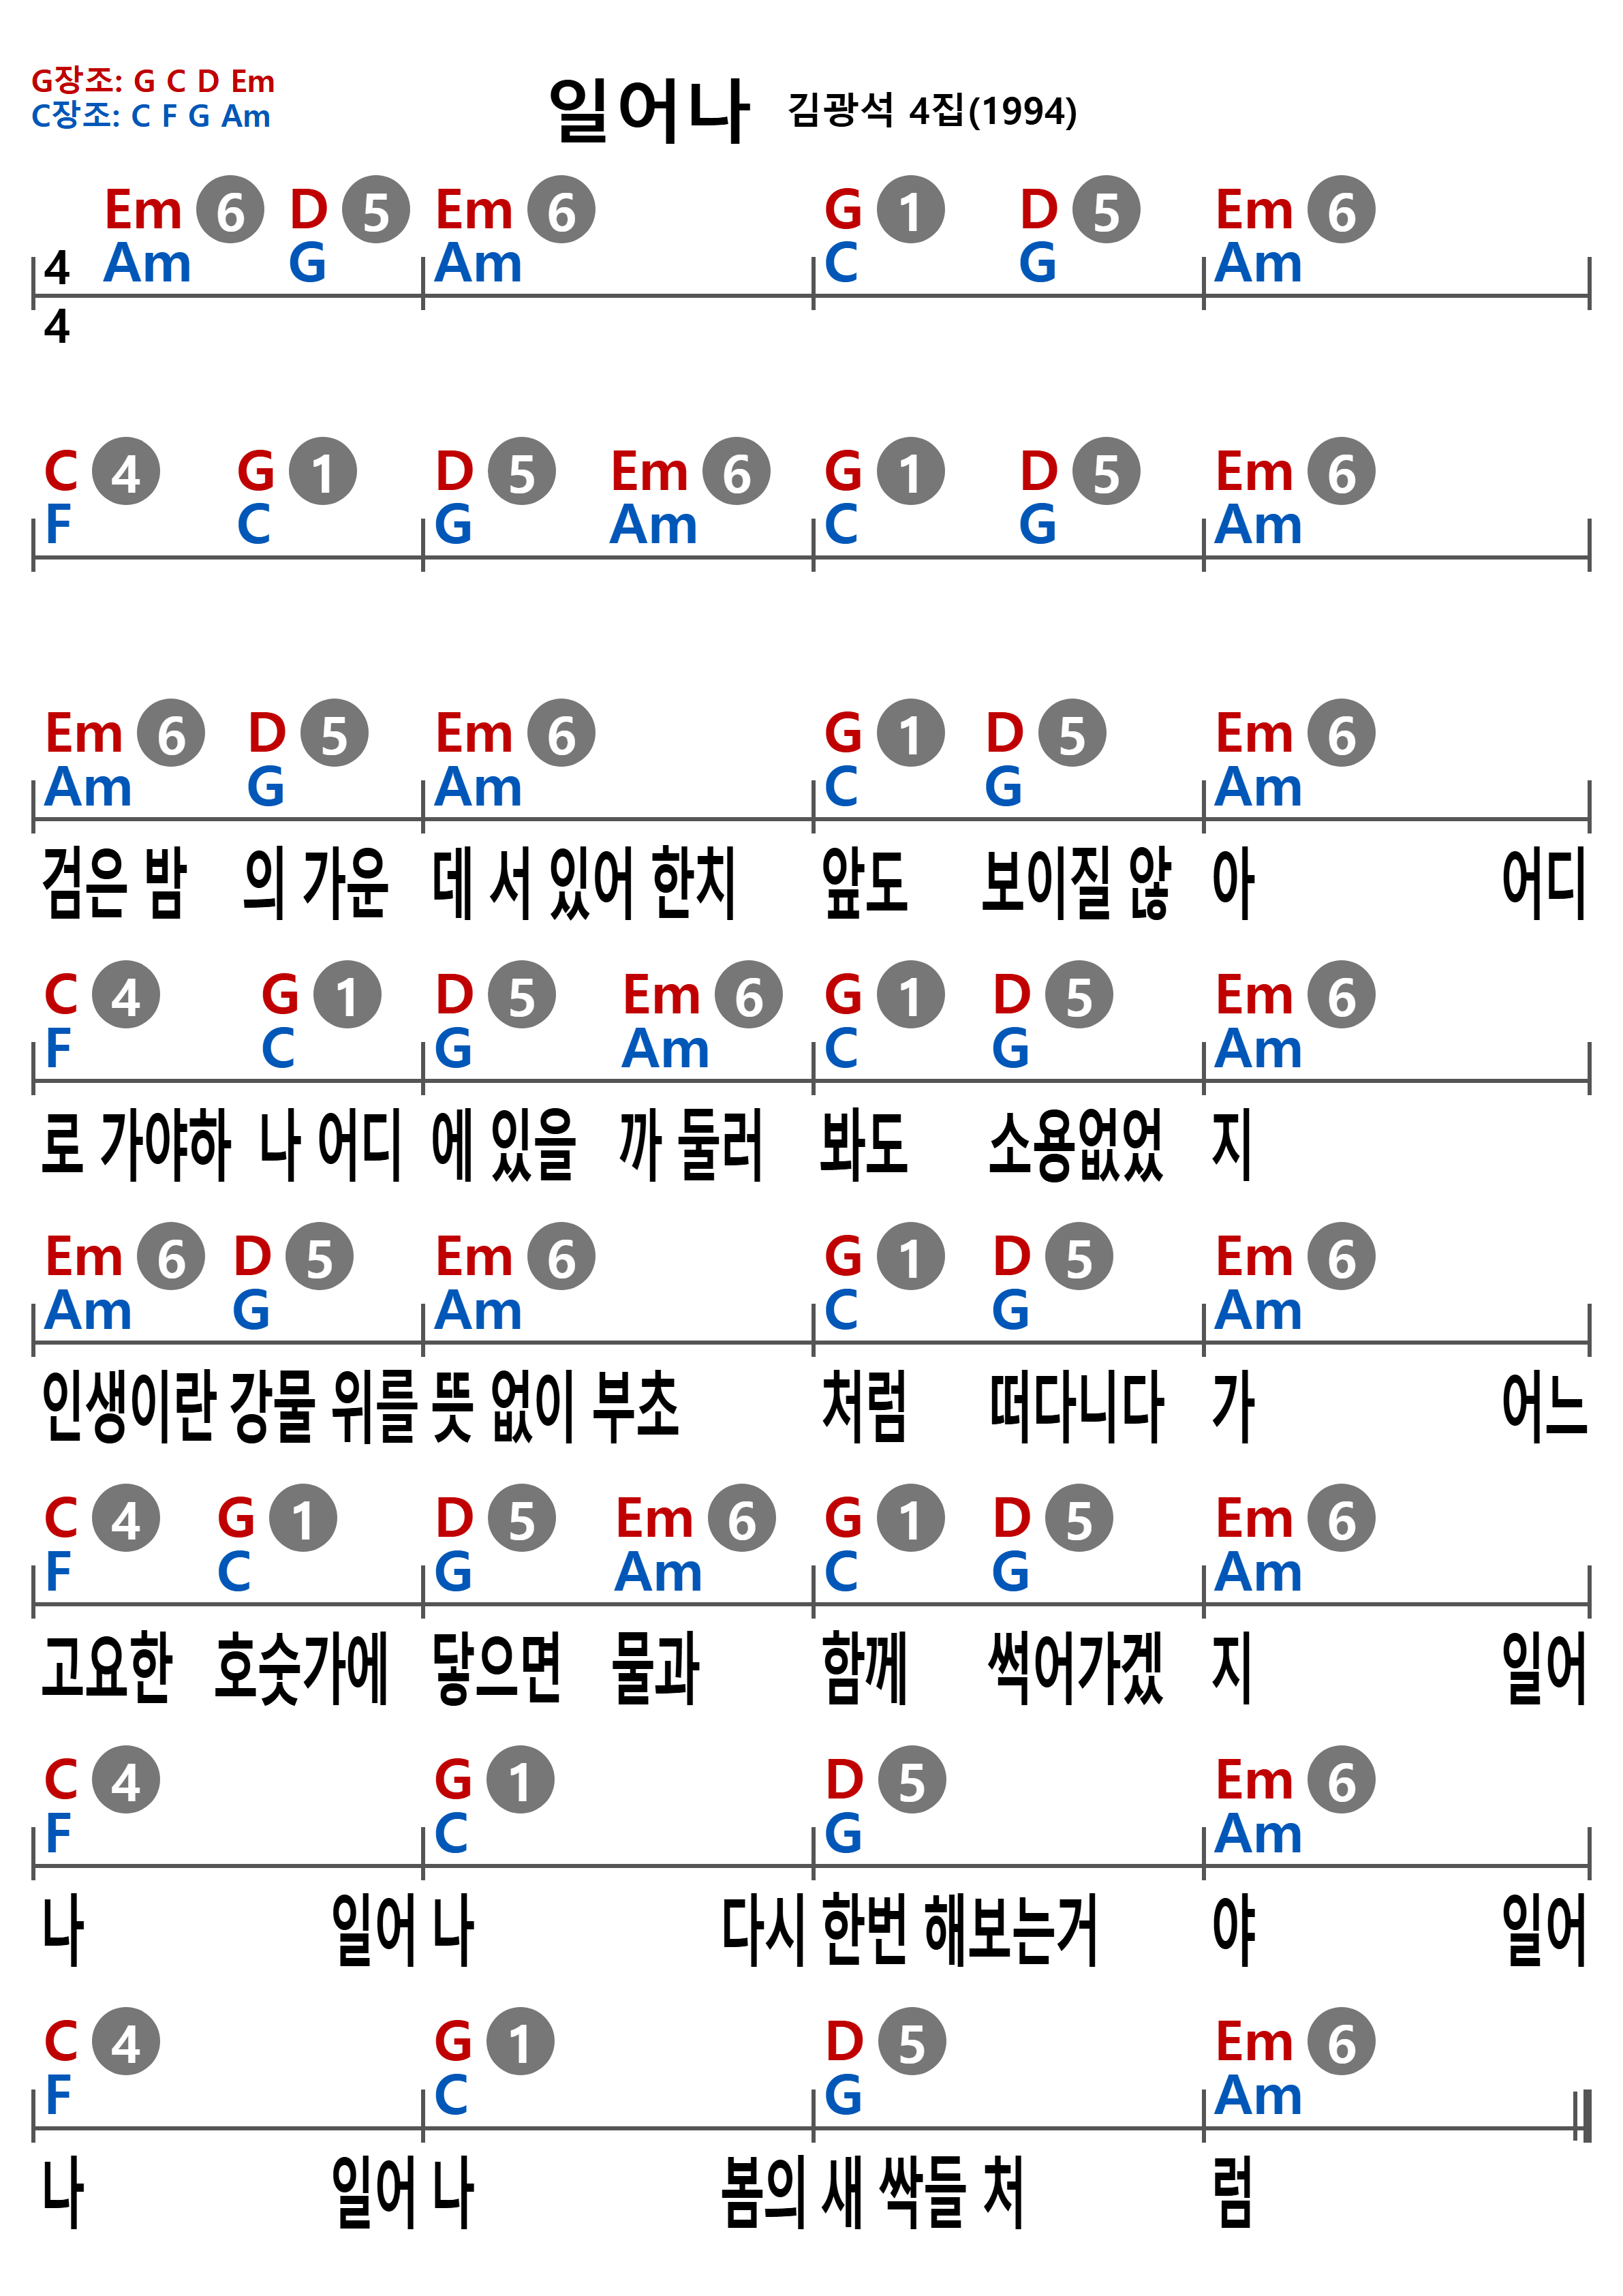 G장조: G C D Em
C장조: C F G Am
일어나 김광석 4집(1994)
Em 6 D 5 Em 6 G 1 D 5 Em 6
Am G Am C G Am
4
4
C 4 G 1 D 5 Em 6 G 1 D 5 Em 6
F C G Am C G Am
Em 6 D 5 Em 6 G 1 D 5 Em 6
Am G Am C G Am
검은 밤 의 가운 데 서 있어 한치 앞도 보이질 않 아 어디
C 4 G 1 D 5 Em 6 G 1 D 5 Em 6
F C G Am C G Am
로 가야하 나 어디 에 있을 까 둘러 봐도 소용없었 지
Em 6 D 5 Em 6 G 1 D 5 Em 6
Am G Am C G Am
인생이란 강물 위를 뜻 없이 부초 처럼 떠다니다 가 어느
C 4 G 1 D 5 Em 6 G 1 D 5 Em 6
F C G Am C G Am
고요한 호숫가에 닿으면 물과 함께 썩어가겠 지 일어
C 4 G 1 D 5 Em 6
F C G Am
나 일어 나 다시 한번 해보는거 야 일어
C 4 G 1 D 5 Em 6
F C G Am
나 일어 나 봄의 새 싹들 처 럼